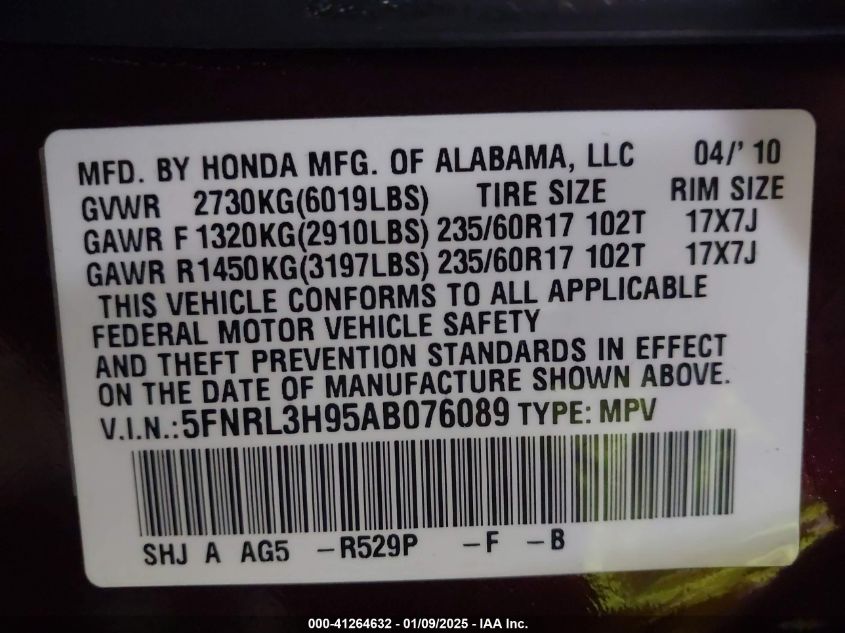 MFD. BY HONDA MFG. OF ALABAMA, LLC 04/' 10
GVWR 2730KG(6019LBS) TIRE SIZE RIM SIZE
GAWR F 1320KG(2910LBS) 235/60R17 102T 17X7J
GAWR R1450KG(3197LBS) 235/60R17 102T 17X7J
THIS VEHICLE CONFORMS TO ALL APPLICABLE
FEDERAL MOTOR VEHICLE SAFETY
AND THEFT PREVENTION STANDARDS IN EFFECT
ON THE DATE OF MANUFACTURE SHOWN ABOVE.
V.I.N.:5FNRL3H95AB076089 TYPE: MPV
SHJ A AG5 -R529P -F -B
000-41264632 - 01/09/2025 - IAA Inc.